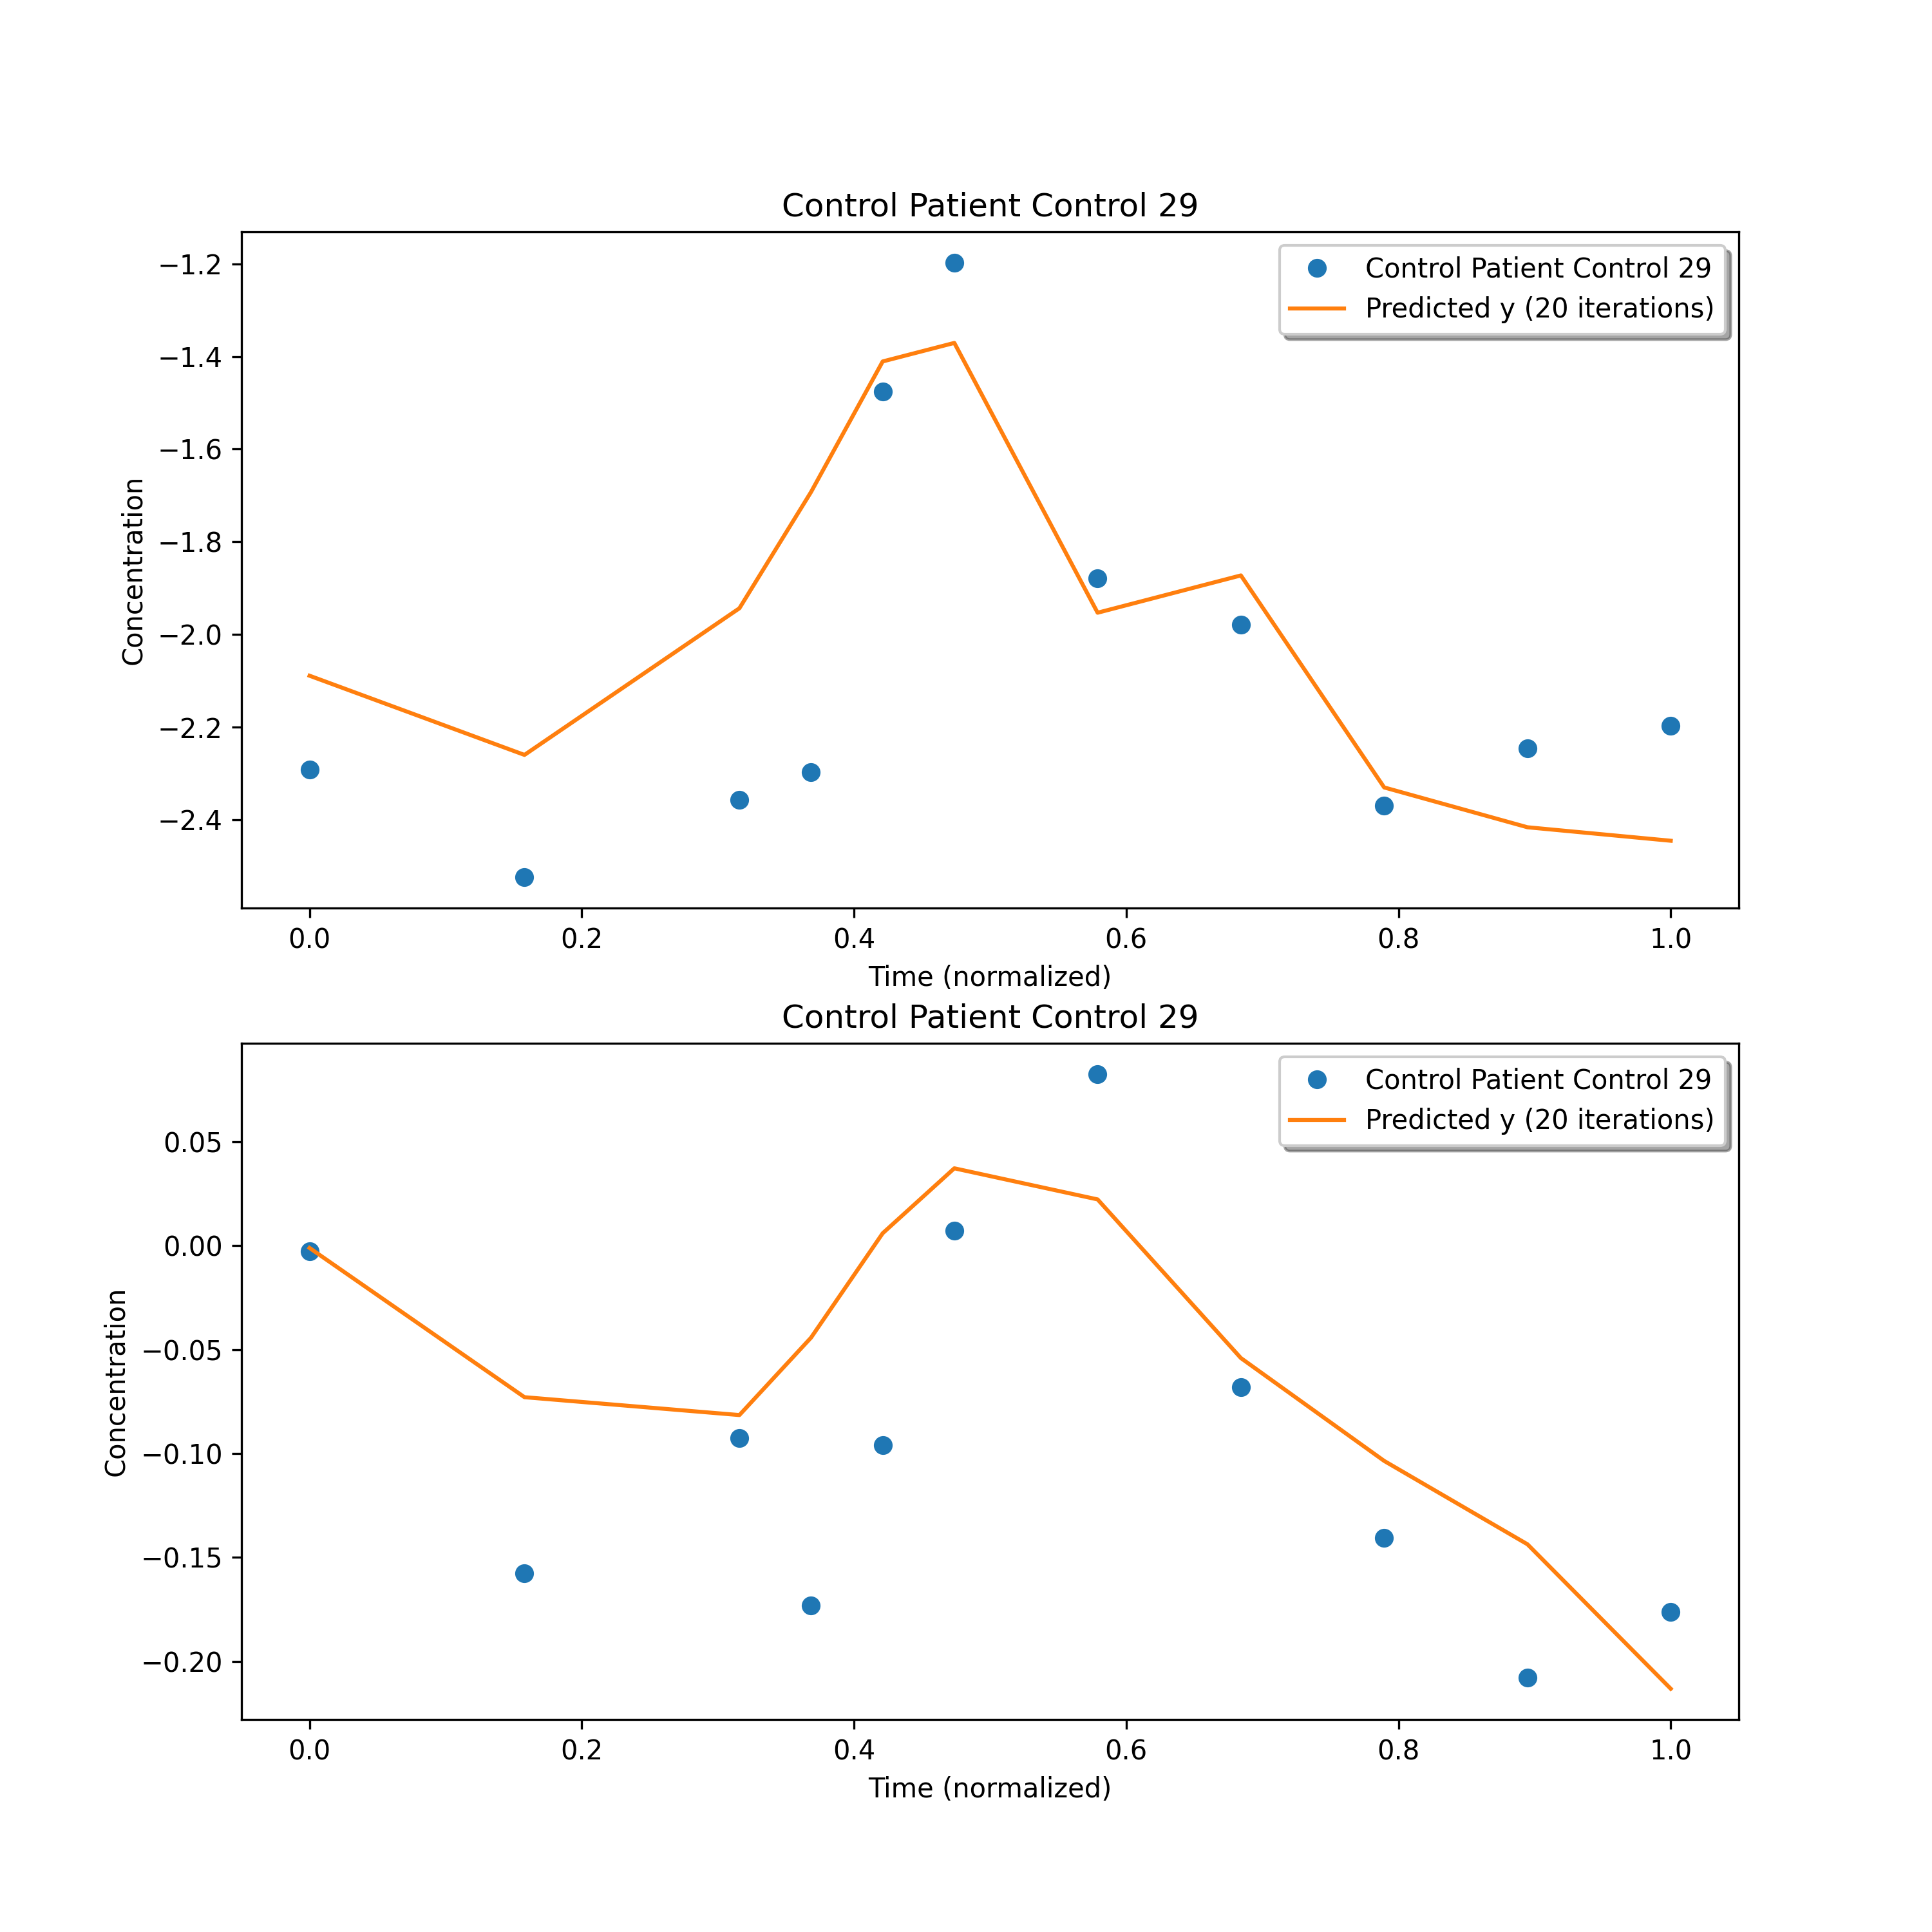 Control Patient Control 29
−1.2
−1.4
−1.6
−1.8
−2.0
−2.2
−2.4
Concentration
Control Patient Control 29
Predicted y (20 iterations)
0.0 0.2 0.4 0.6 0.8 1.0
Time (normalized)
Control Patient Control 29
0.05
0.00
−0.05
−0.10
−0.15
−0.20
Concentration
Control Patient Control 29
Predicted y (20 iterations)
0.0 0.2 0.4 0.6 0.8 1.0
Time (normalized)